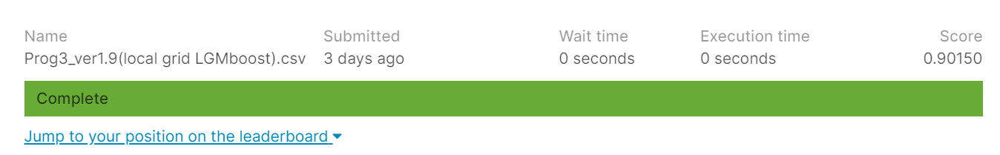 Name Submitted Wait time Execution time Score
Prog3_ver1.9(local grid LGMboost).csv 3 days ago 0 seconds 0 seconds 0.90150
Complete
Jump to your position on the leaderboard